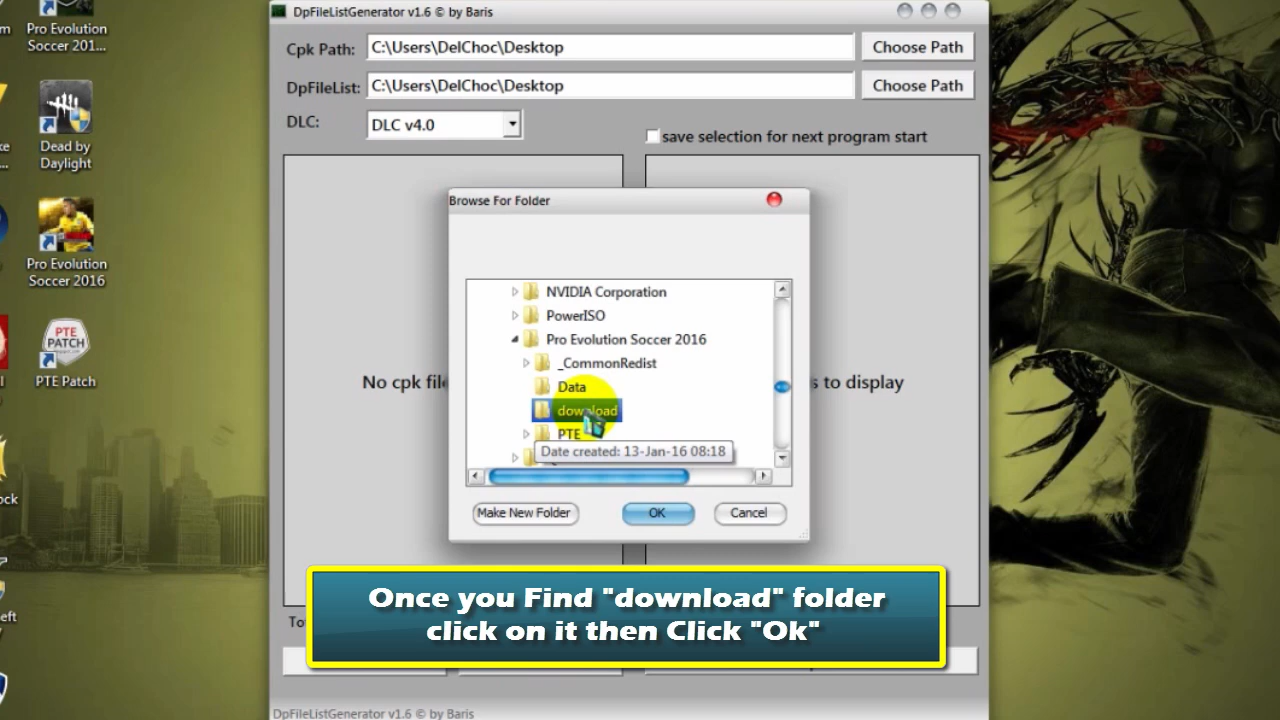 DpFileListGenerator v1.6 © by Baris
Cpk Path:
C:\Users\DelChoc\Desktop
Choose Path
DpFileList:
C:\Users\DelChoc\Desktop
Choose Path
DLC:
DLC v4.0
save selection for next program start
Pro Evolution
Soccer 201...
Dead by
Daylight
Pro Evolution
Soccer 2016
PTE
PATCH
PTE Patch
Browse For Folder
NVIDIA Corporation
PowerISO
Pro Evolution Soccer 2016
_CommonRedist
Data
download
PTE
Date created: 13-Jan-16 08:18
Make New Folder
OK
Cancel
No cpk file
s to display
Once you Find "download" folder
click on it then Click "Ok"
DpFileListGenerator v1.6 © by Baris